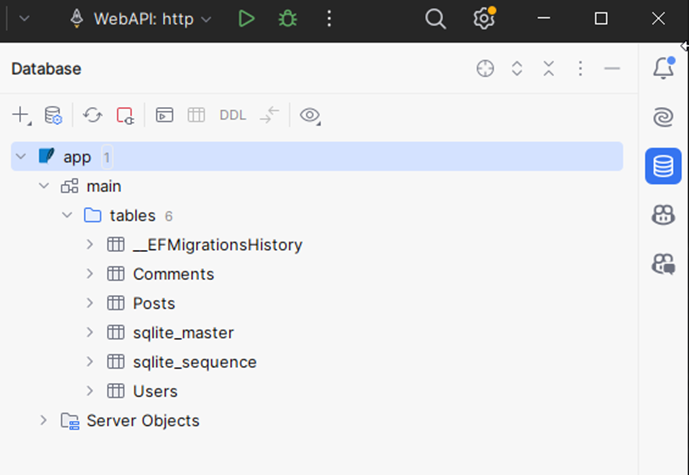 WebAPI: http
Database
DDL
app 1
main
tables 6
__EFMigrationsHistory
Comments
Posts
sqlite_master
sqlite_sequence
Users
Server Objects